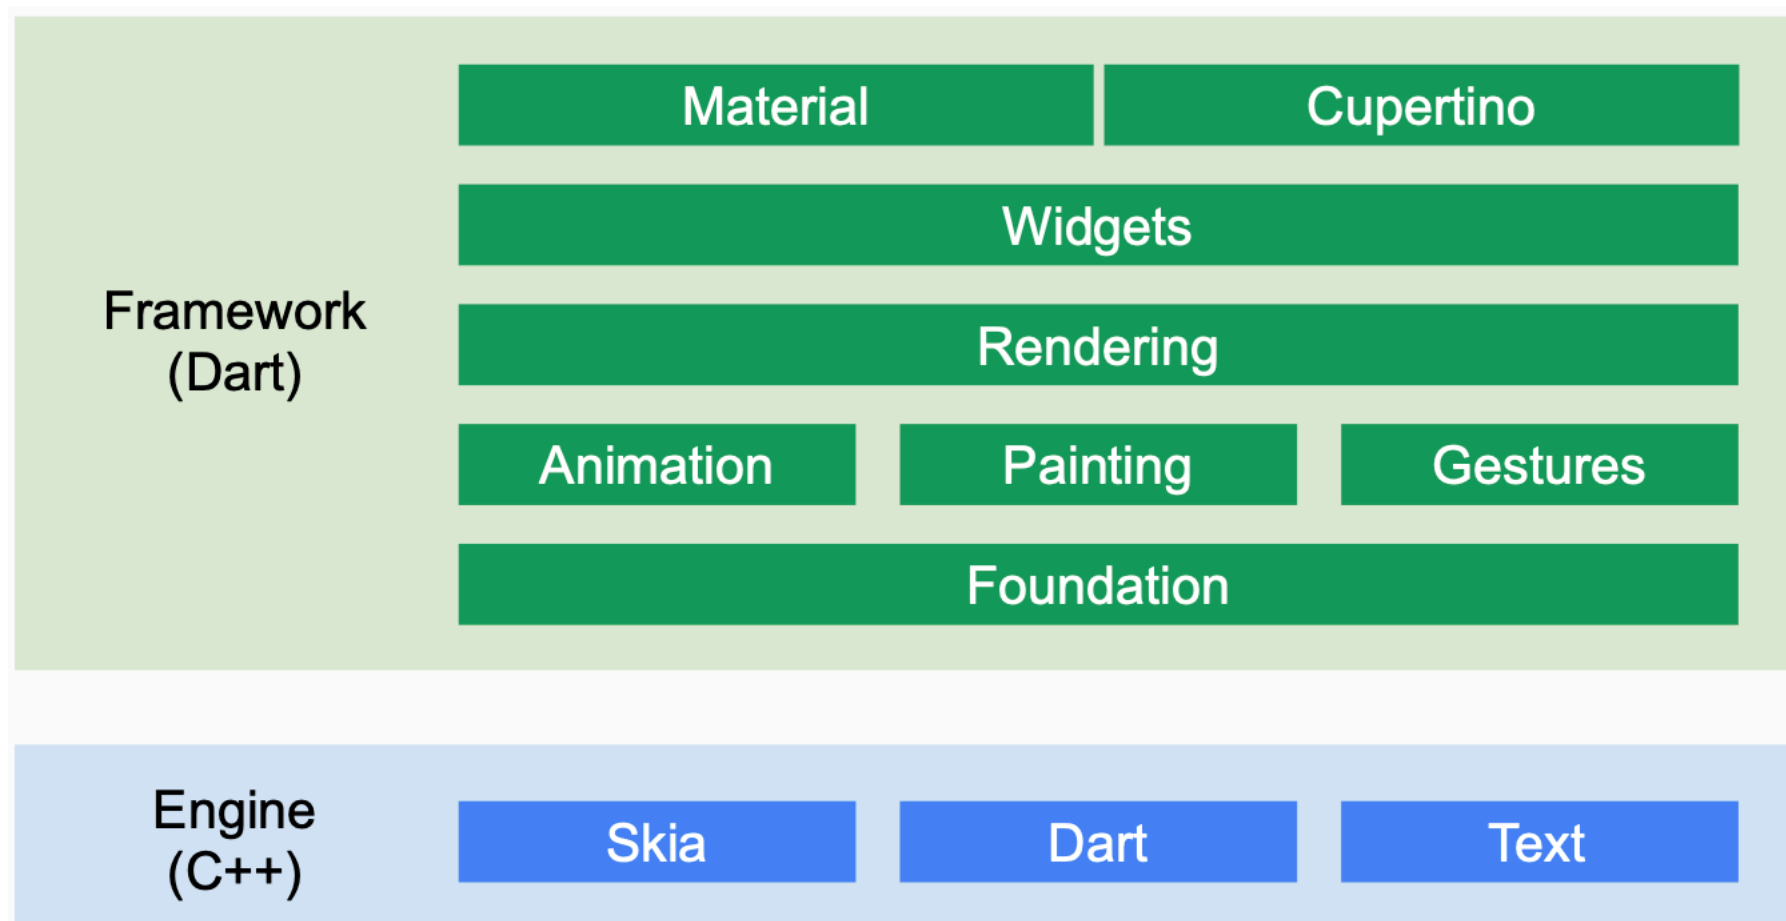 Material
Cupertino
Widgets
Framework
(Dart)
Rendering
Animation
Painting
Gestures
Foundation
Engine
(C++)
Skia
Dart
Text